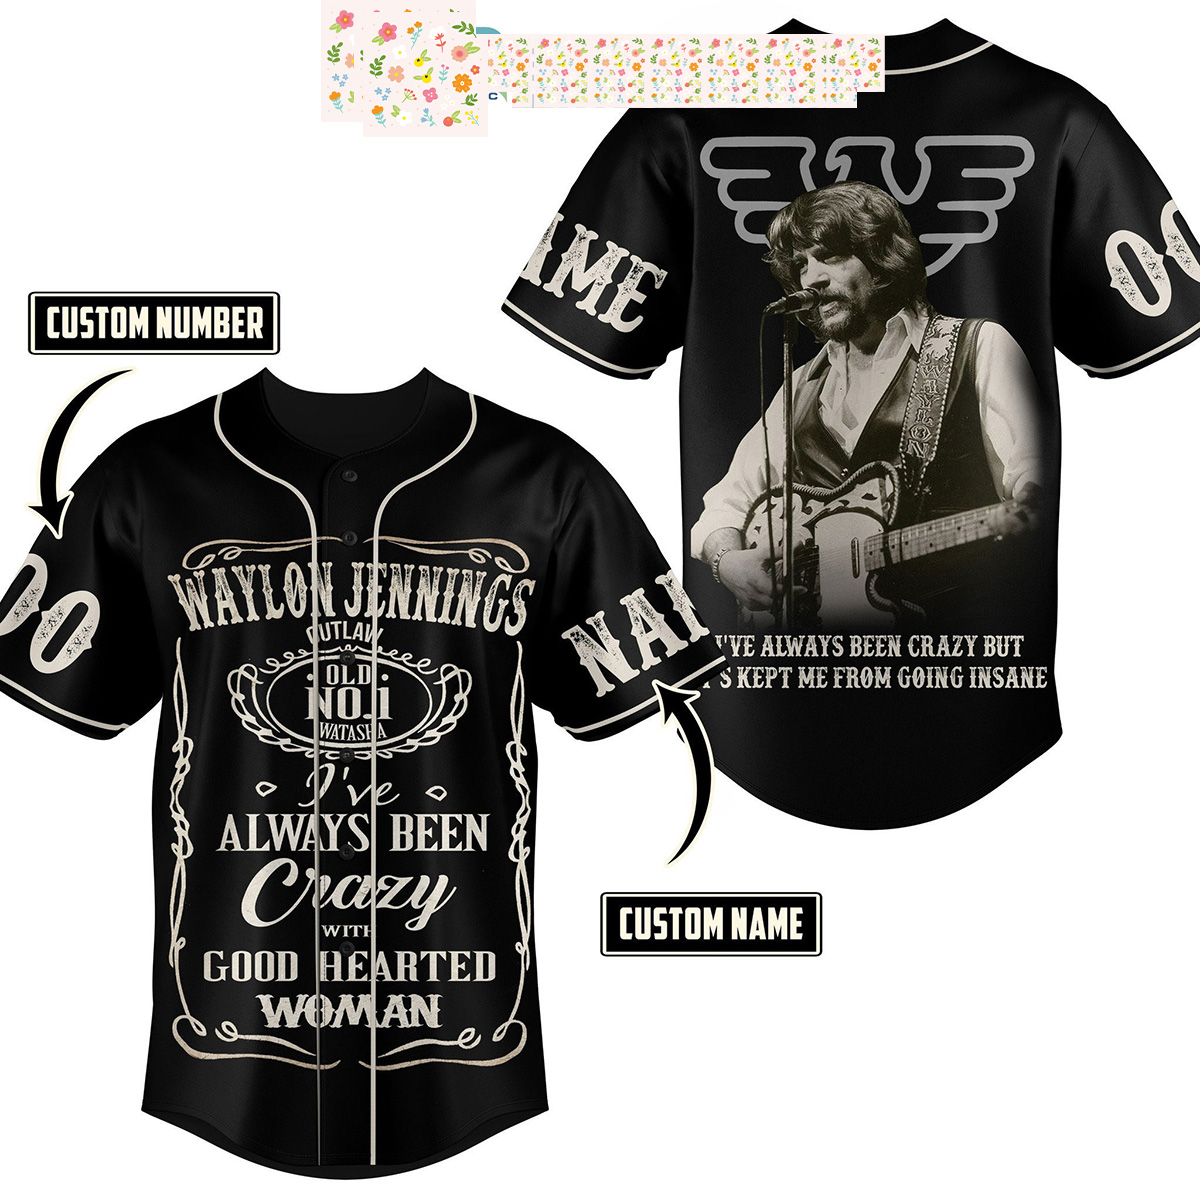 CUSTOM NUMBER
00
WAYLON JENNINGS
OUTLAW
OLD
NO.1
WATASHA
I've
ALWAYS BEEN
Crazy
WITH
GOOD HEARTED
WOMAN
NAM
CUSTOM NAME
AME
00
WAYLON
I'VE ALWAYS BEEN CRAZY BUT
'S KEPT ME FROM GOING INSANE